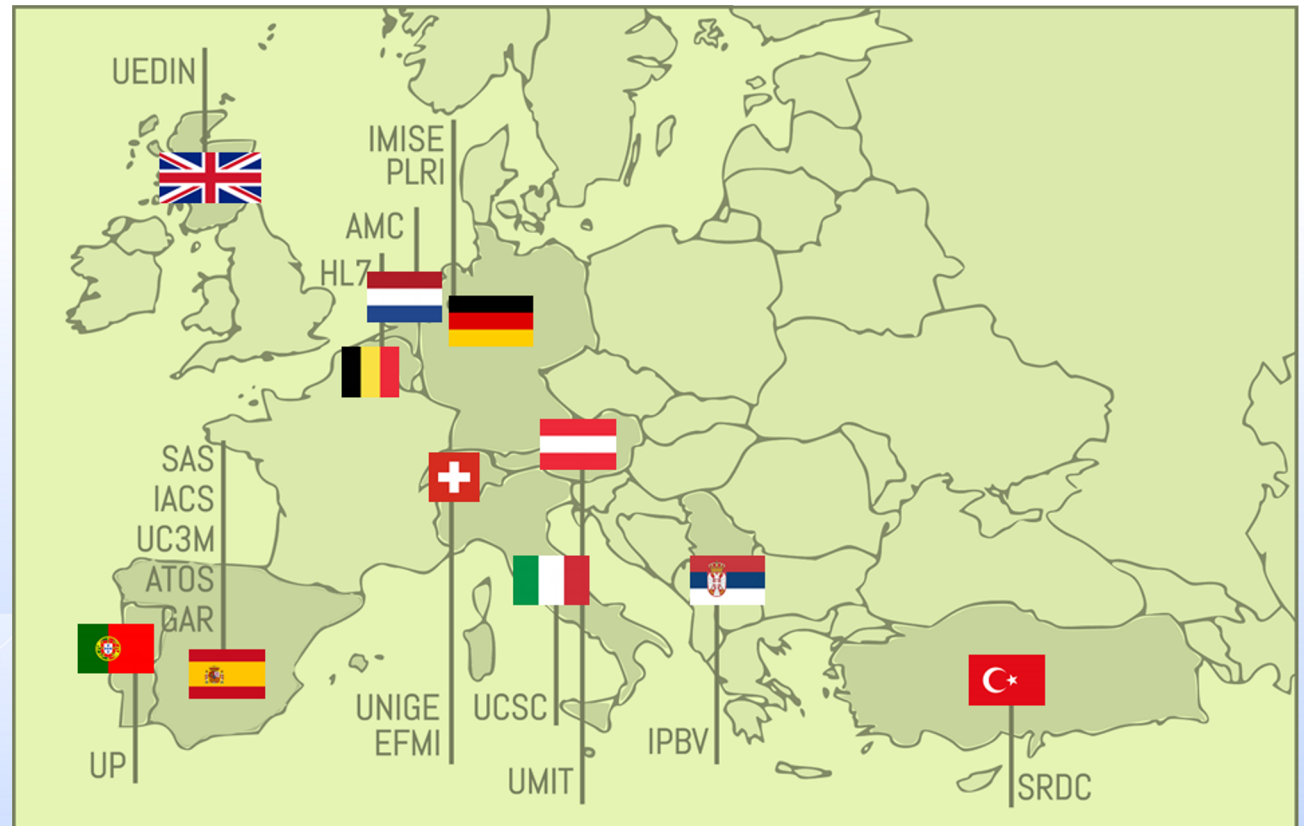 UEDIN
IMISE
PLRI
AMC
HL7
SAS
IACS
UC3M
ATOS
GAR
UP
UNIGE
EFMI
UCSC
UMIT
IPBV
SRDC